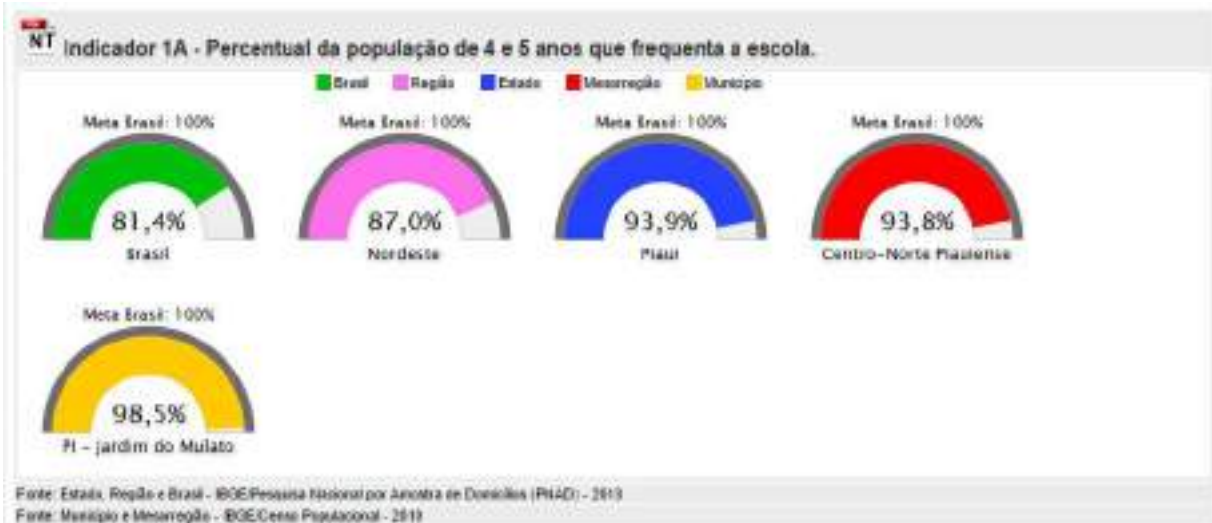 NT Indicador 1A - Percentual da população de 4 e 5 anos que frequenta a escola.
Brasil Região Estado Mesorregião Município
Meta Brasil: 100% Meta Brasil: 100% Meta Brasil: 100% Meta Brasil: 100%
81,4% 87,0% 93,9% 93,8%
Brasil Nordeste Piauí Centro-Norte Piauiense
Meta Brasil: 100%
98,5%
PI - Jardim do Mulato
Fonte: Estado, Região e Brasil - IBGE/Pesquisa Nacional por Amostra de Domicílios (PNAD) - 2013
Fonte: Município e Mesorregião - IBGE/Censo Populacional - 2010